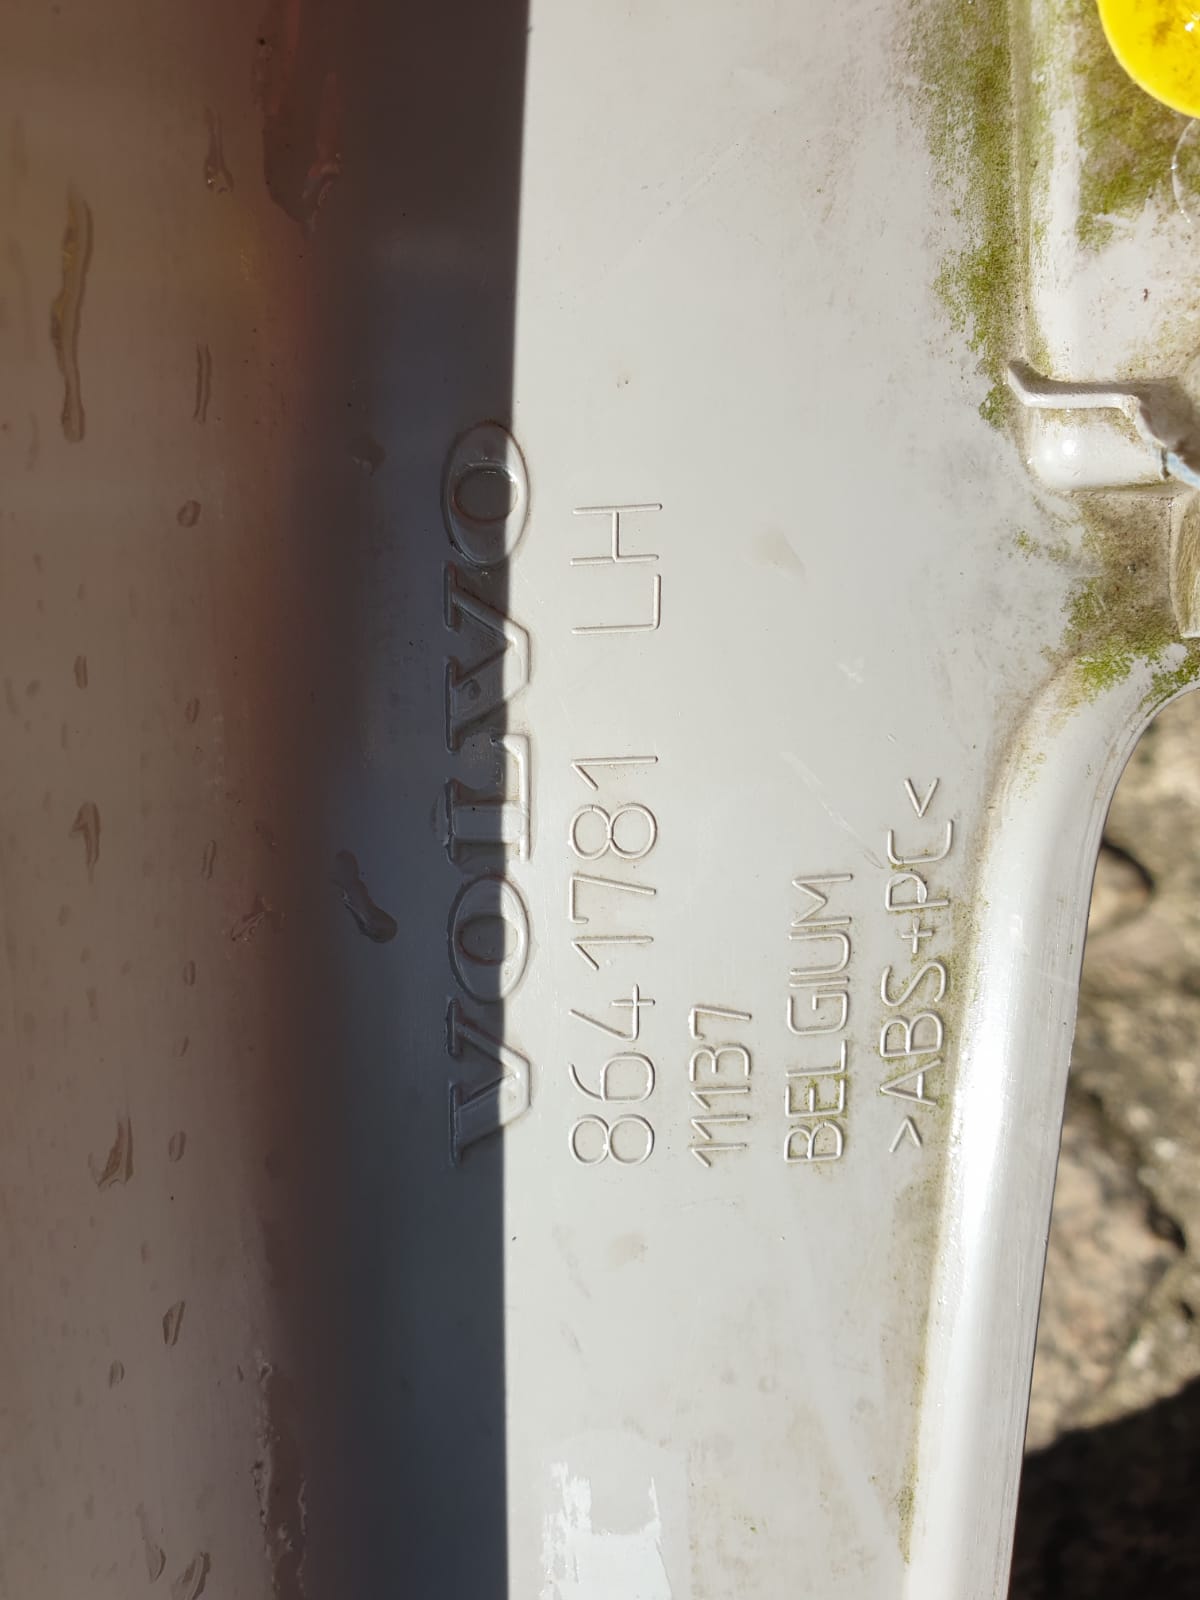 VOLVO
8641781 LH
11137
BELGIUM
>ABS+PC<